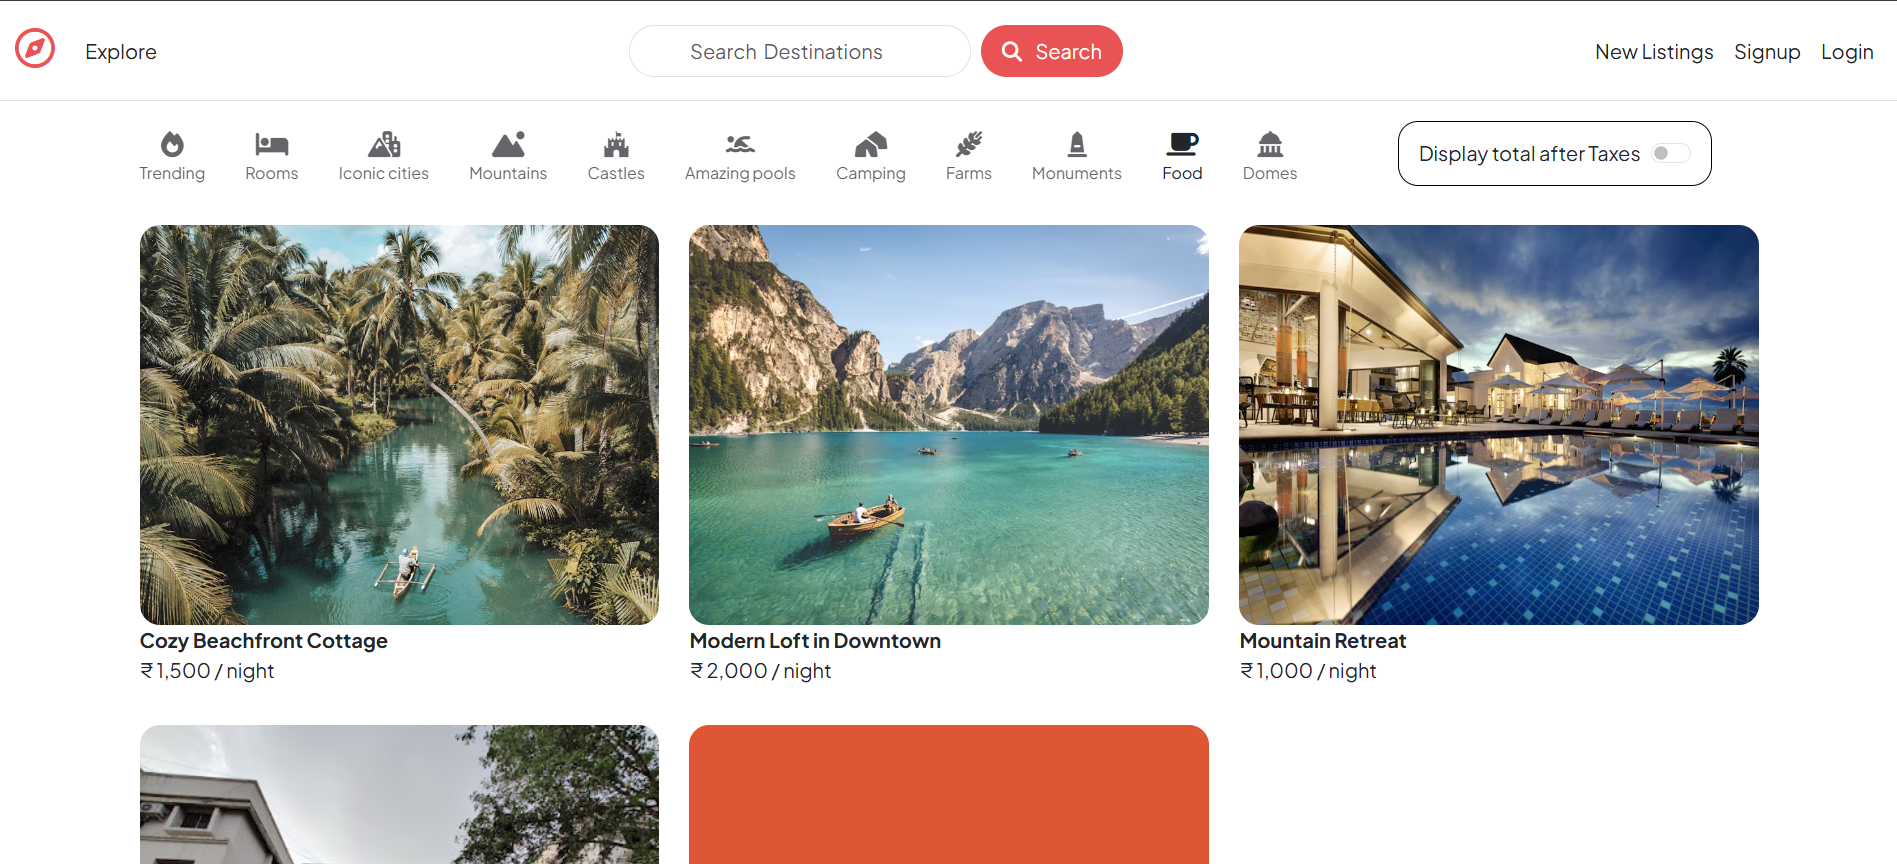 Explore
Search Destinations
Search
New Listings
Signup
Login
Trending
Rooms
Iconic cities
Mountains
Castles
Amazing pools
Camping
Farms
Monuments
Food
Domes
Display total after Taxes
Cozy Beachfront Cottage
₹1,500 / night
Modern Loft in Downtown
₹2,000 / night
Mountain Retreat
₹1,000 / night